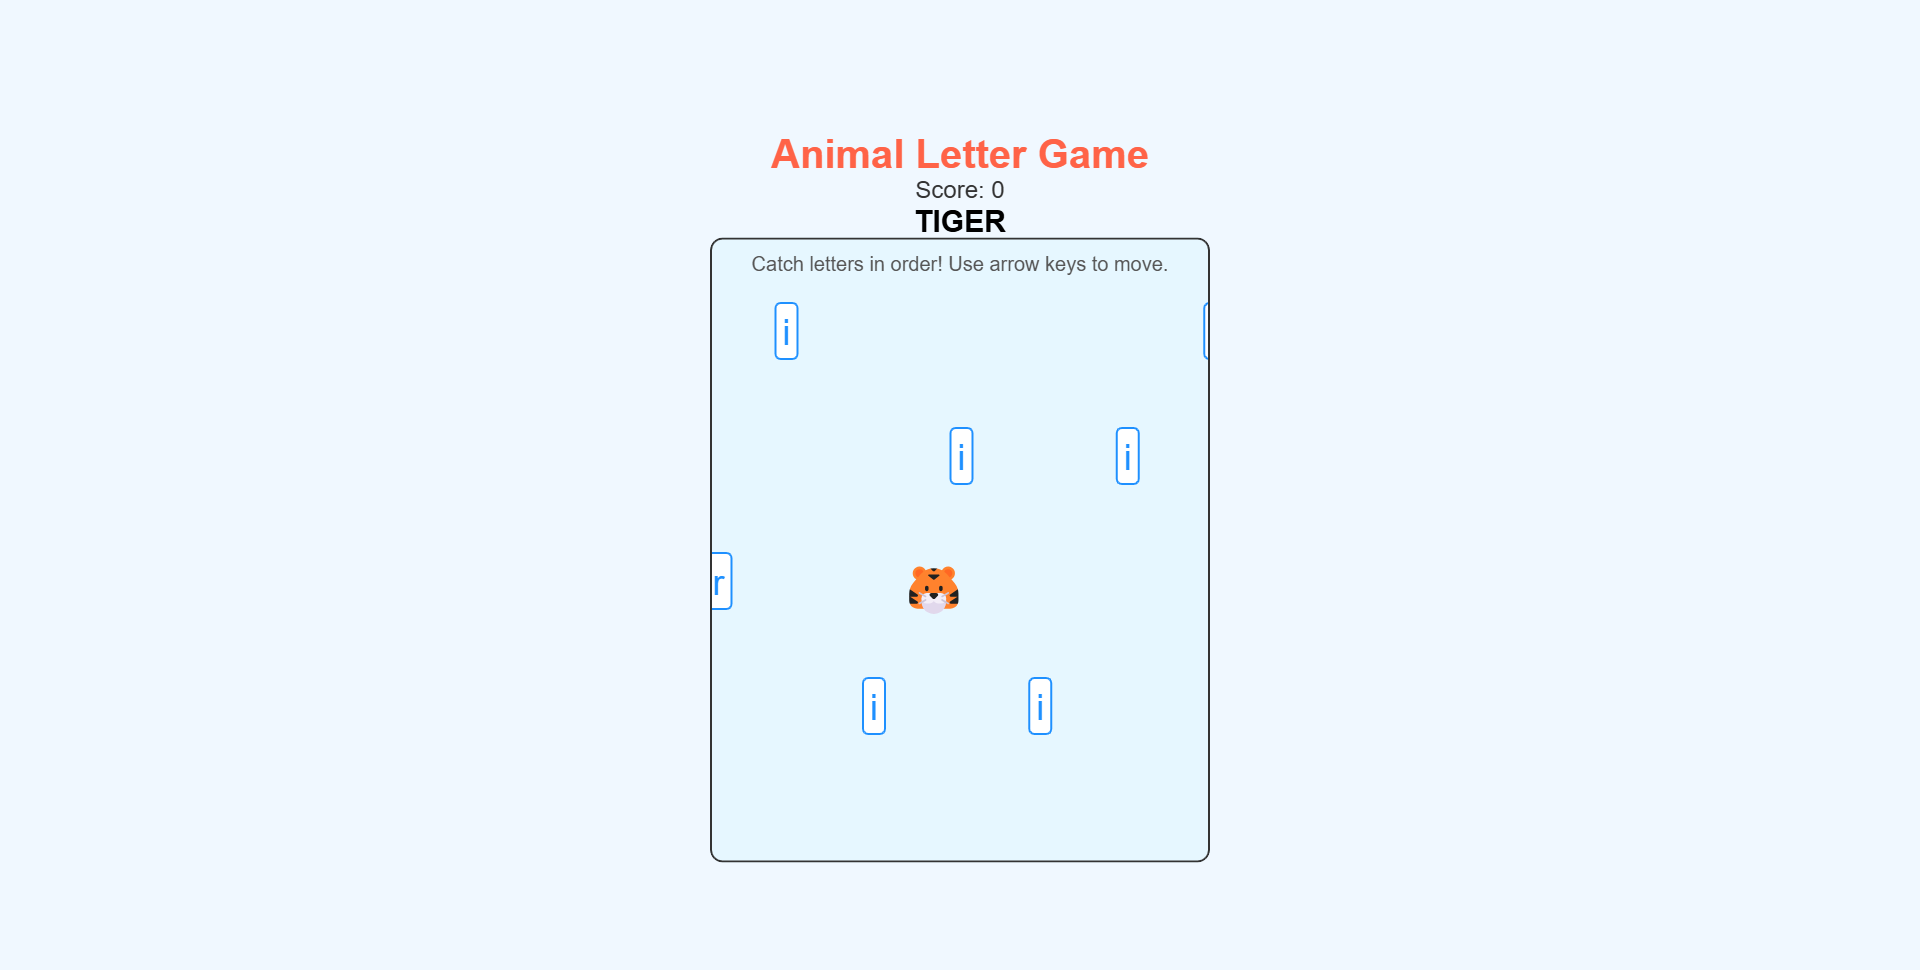 Animal Letter Game
Score: 0
TIGER
Catch letters in order! Use arrow keys to move.
i
i i
r
i i